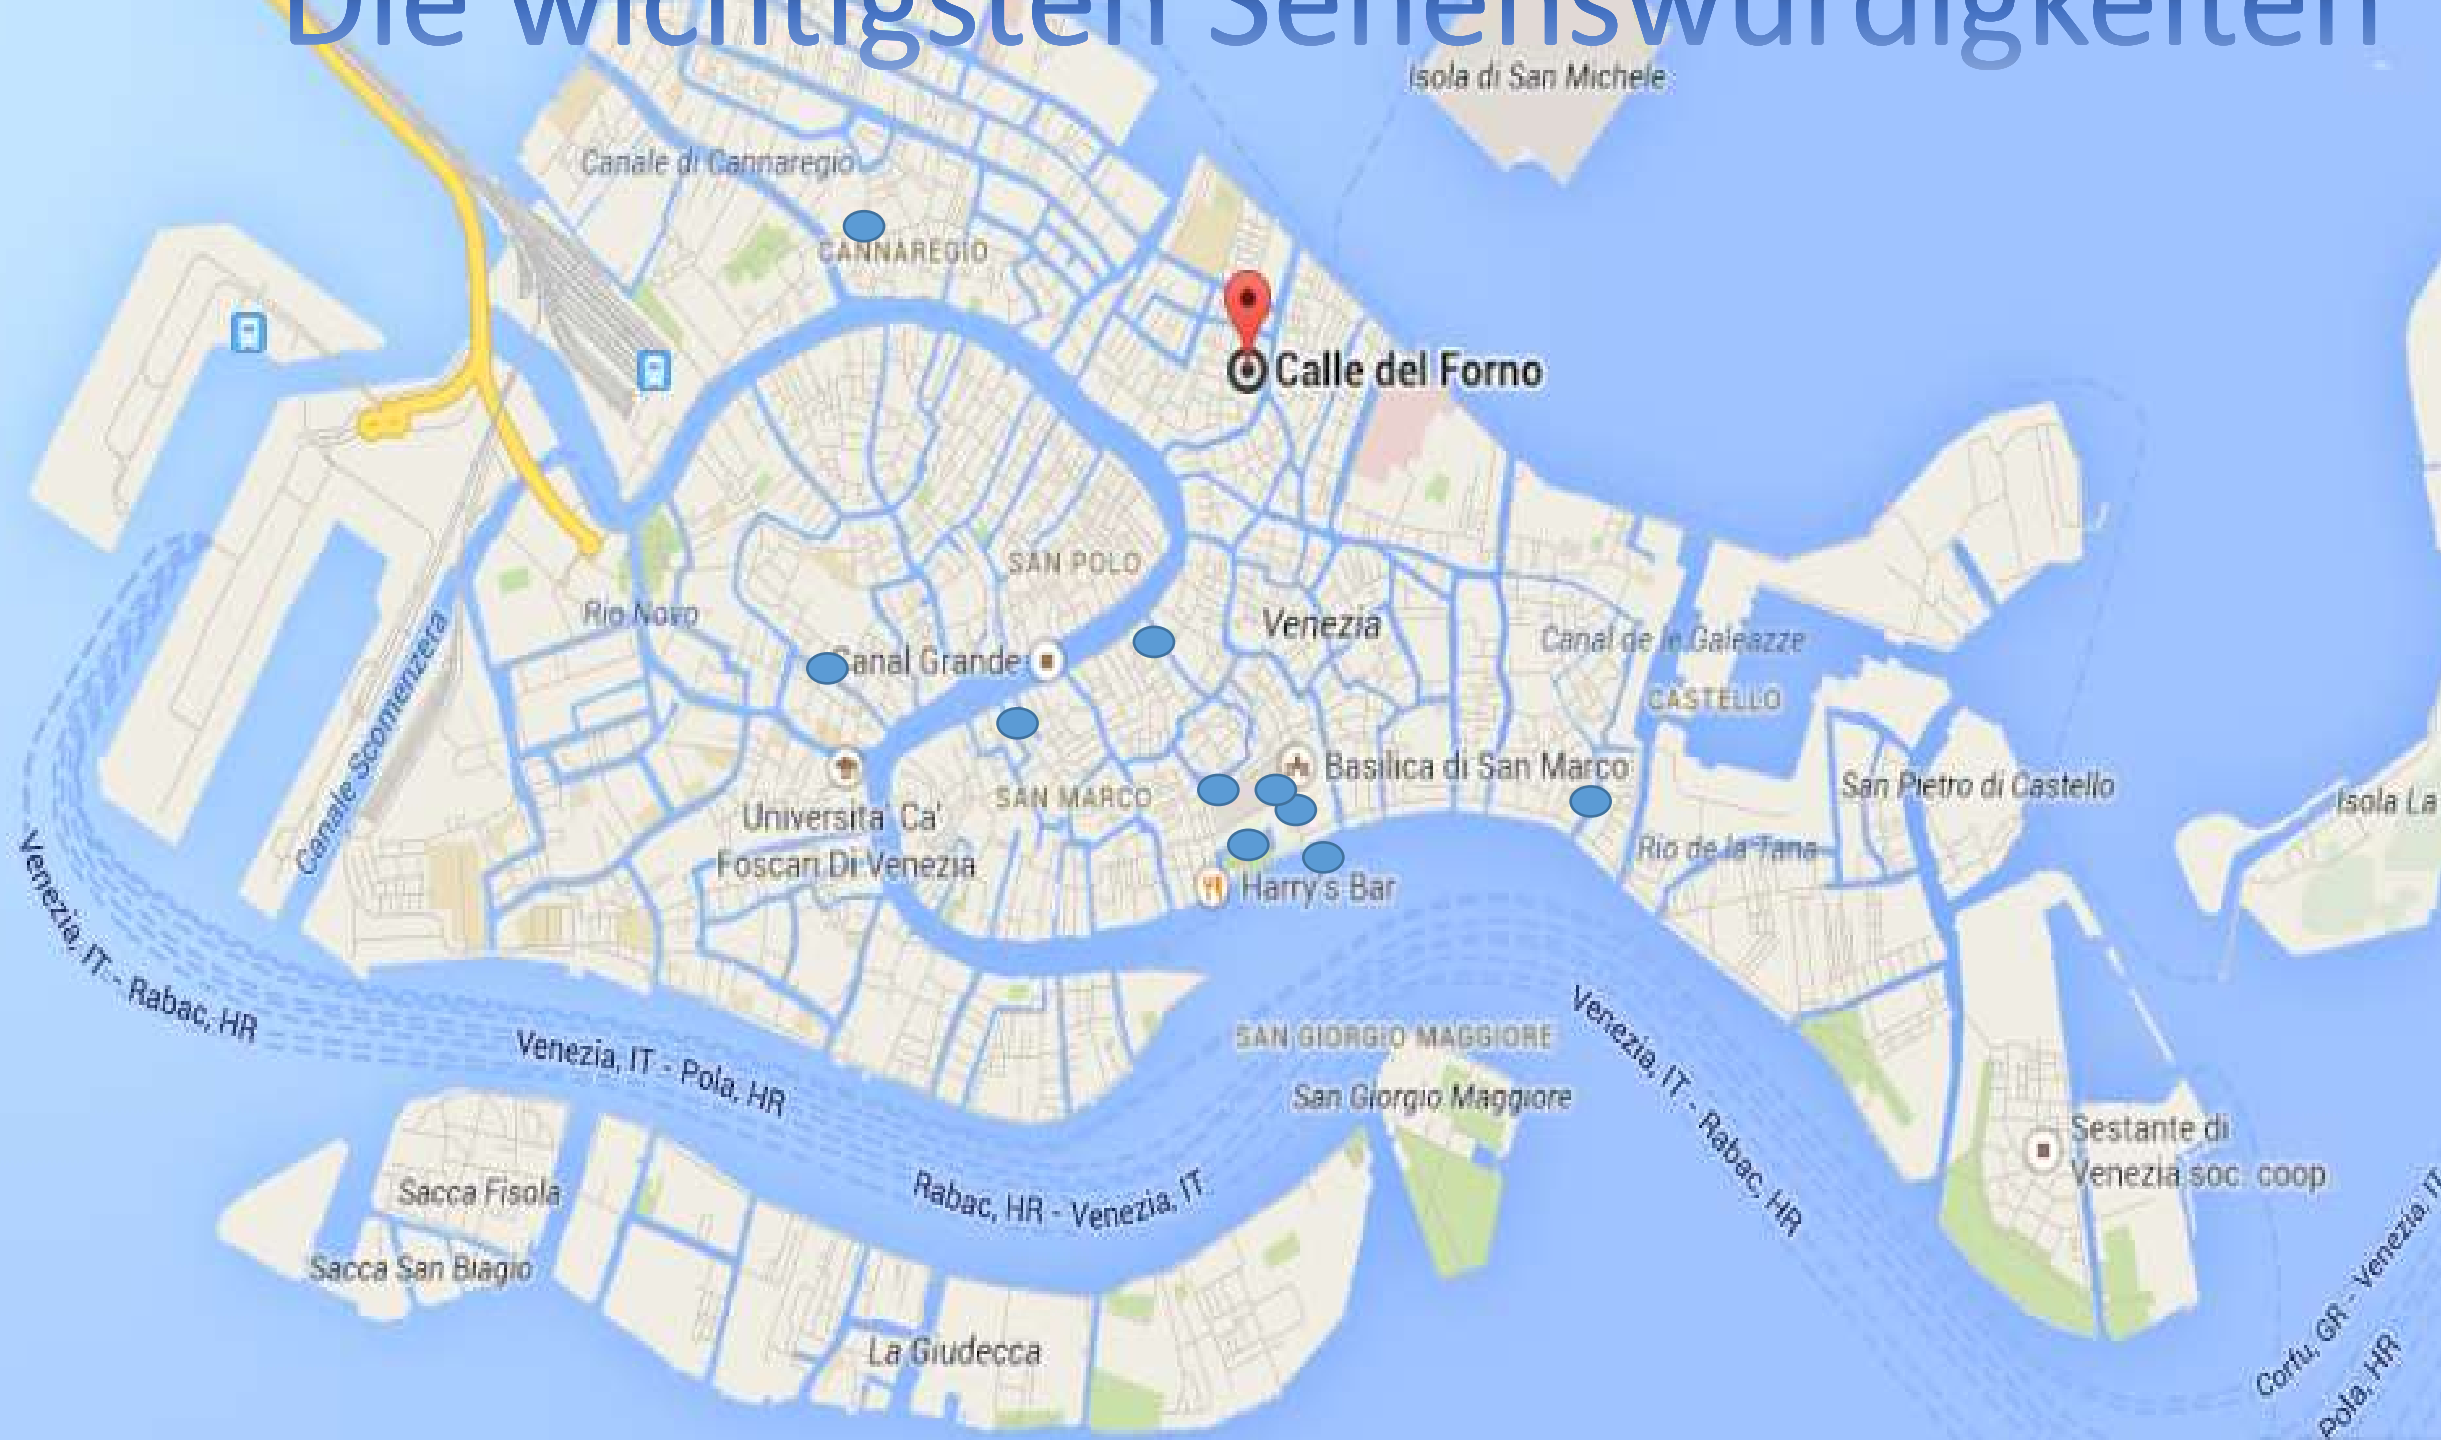 Die wichtigsten Sehenswürdigkeiten
Isola di San Michele
Canale di Cannaregio
CANNAREGIO
Calle del Forno
SAN POLO
Rio Novo
Venezia
Canal Grande
Canal de le Galeazze
CASTELLO
Canale Scomenzera
Basilica di San Marco
San Pietro di Castello
Isola La
SAN MARCO
Universita' Ca'
Foscari Di Venezia
Rio de la Tana
Harry's Bar
Venezia, IT - Rabac, HR
Venezia, IT - Pola, HR
SAN GIORGIO MAGGIORE
San Giorgio Maggiore
Venezia, IT - Rabac, HR
Sestante di
Venezia soc. coop
Rabac, HR - Venezia, IT
Sacca Fisola
Sacca San Biagio
La Giudecca
Corfu, GR - Venezia, IT
Pola, HR